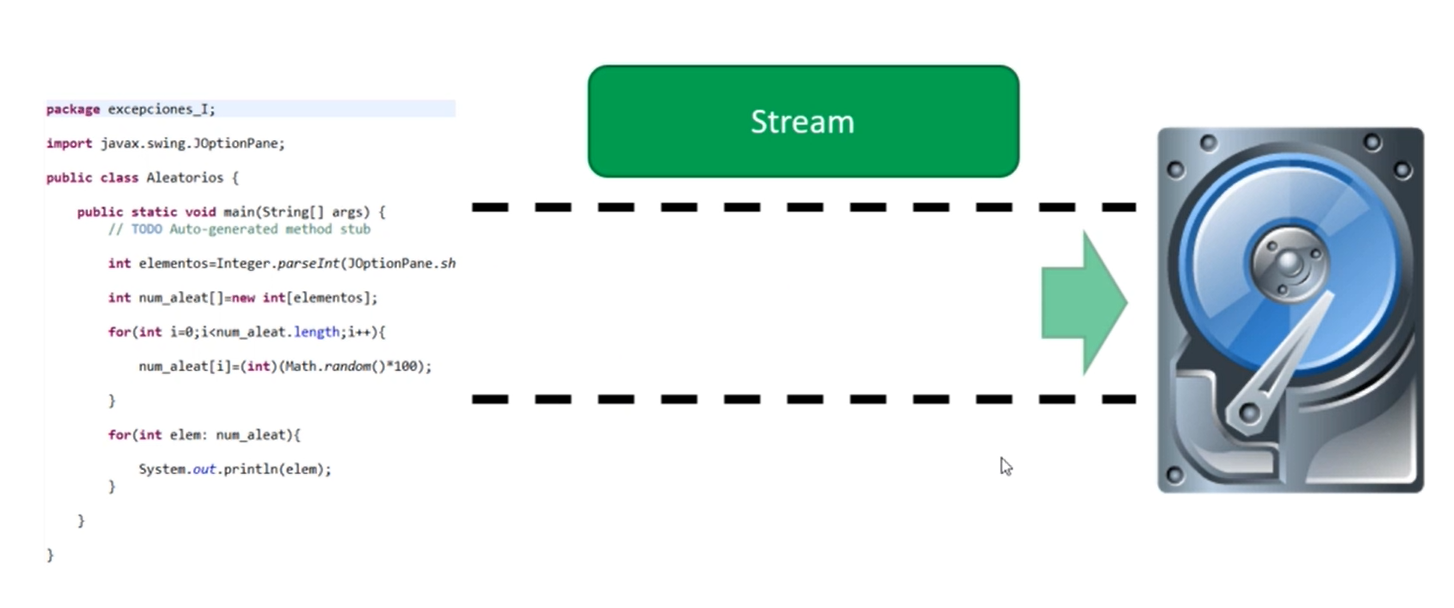 package excepciones_I;
import javax.swing.JOptionPane;
public class Aleatorios {
public static void main(String[] args) {
// TODO Auto-generated method stub
int elementos=Integer.parseInt(JOptionPane.sh
int num_aleat[]=new int[elementos];
for(int i=0;i<num_aleat.length;i++){
num_aleat[i]=(int)(Math.random()*100);
}
for(int elem: num_aleat){
System.out.println(elem);
}
}
}
Stream